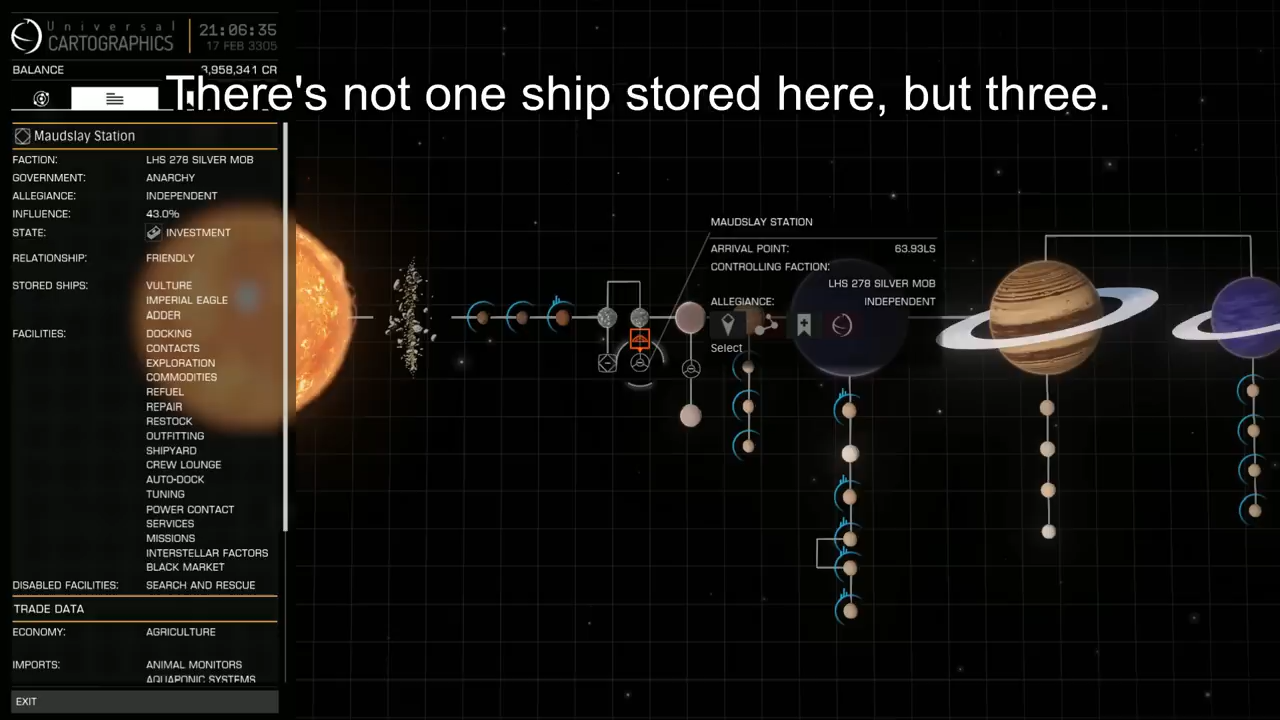 Universal
CARTOGRAPHICS
21:06:35
17 FEB 3305
BALANCE 3,958,341 CR
There's not one ship stored here, but three.
Maudslay Station
FACTION: LHS 278 SILVER MOB
GOVERNMENT: ANARCHY
ALLEGIANCE: INDEPENDENT
INFLUENCE: 43.0%
STATE: INVESTMENT
RELATIONSHIP: FRIENDLY
STORED SHIPS: VULTURE
IMPERIAL EAGLE
ADDER
FACILITIES: DOCKING
CONTACTS
EXPLORATION
COMMODITIES
REFUEL
REPAIR
RESTOCK
OUTFITTING
SHIPYARD
CREW LOUNGE
AUTO-DOCK
TUNING
POWER CONTACT
SERVICES
MISSIONS
INTERSTELLAR FACTORS
BLACK MARKET
DISABLED FACILITIES: SEARCH AND RESCUE
TRADE DATA
ECONOMY: AGRICULTURE
IMPORTS: ANIMAL MONITORS
AQUAPONIC SYSTEMS
EXIT
MAUDSLAY STATION
ARRIVAL POINT: 63.93LS
CONTROLLING FACTION:
LHS 278 SILVER MOB
ALLEGIANCE: INDEPENDENT
Select